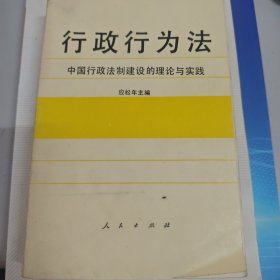 行政行为法
中国行政法制建设的理论与实践
应松年主编
人民出版社